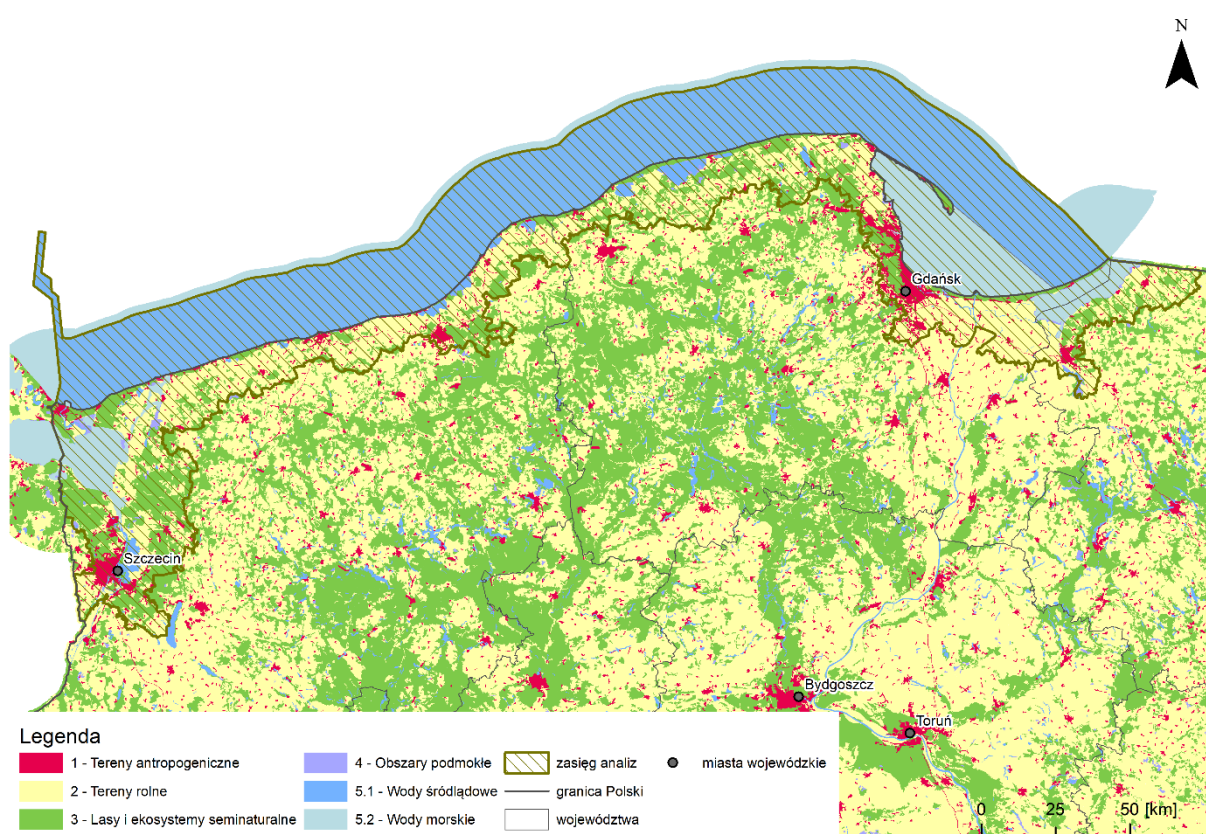 N
Gdańsk
Szczecin
Bydgoszcz
Toruń
Legenda
1 - Tereny antropogeniczne
2 - Tereny rolne
3 - Lasy i ekosystemy seminaturalne
4 - Obszary podmokłe
5.1 - Wody śródlądowe
5.2 - Wody morskie
zasięg analiz
granica Polski
województwa
miasta wojewódzkie
0 25 50 [km]